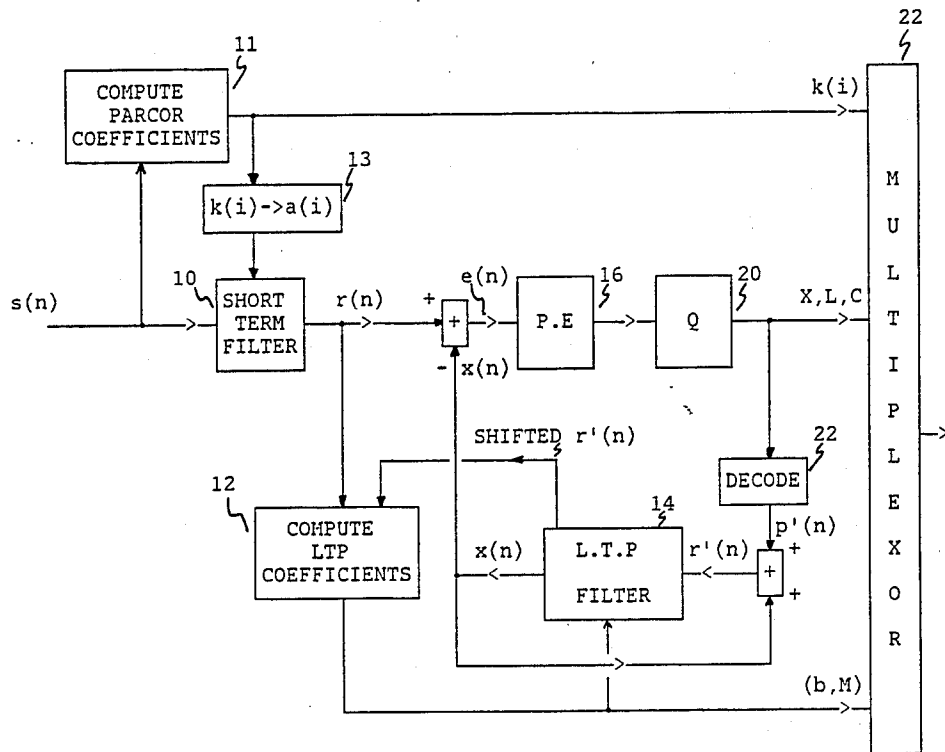 22
11
COMPUTE
PARCOR
COEFFICIENTS
k(i)
13
k(i)->a(i)
10
s(n)
SHORT
TERM
FILTER
r(n)
+
+
e(n)
16
P.E
20
Q
X,L,C
- x(n)
SHIFTED r'(n)
22
DECODE
p'(n)
12
COMPUTE
LTP
COEFFICIENTS
x(n)
14
L.T.P
FILTER
r'(n)
+
+
+
(b,M)
M
U
L
T
I
P
L
E
X
O
R